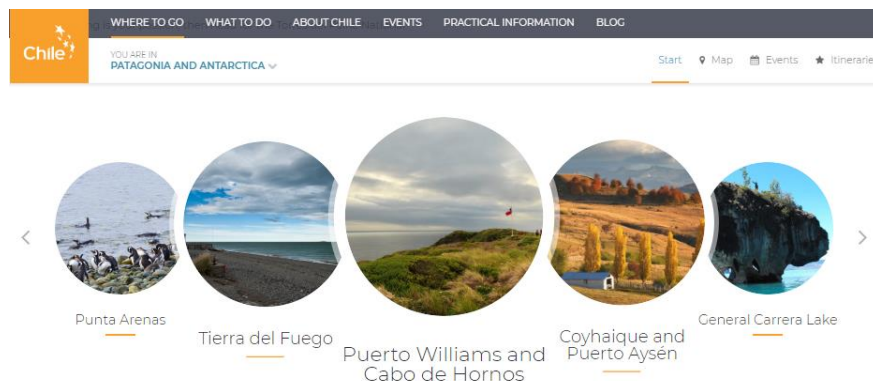 WHERE TO GO WHAT TO DO ABOUT CHILE EVENTS PRACTICAL INFORMATION BLOG
Chile
YOU ARE IN
PATAGONIA AND ANTARCTICA
Start Map Events Itinerarie
Punta Arenas
Tierra del Fuego
Puerto Williams and
Cabo de Hornos
Coyhaique and
Puerto Aysén
General Carrera Lake